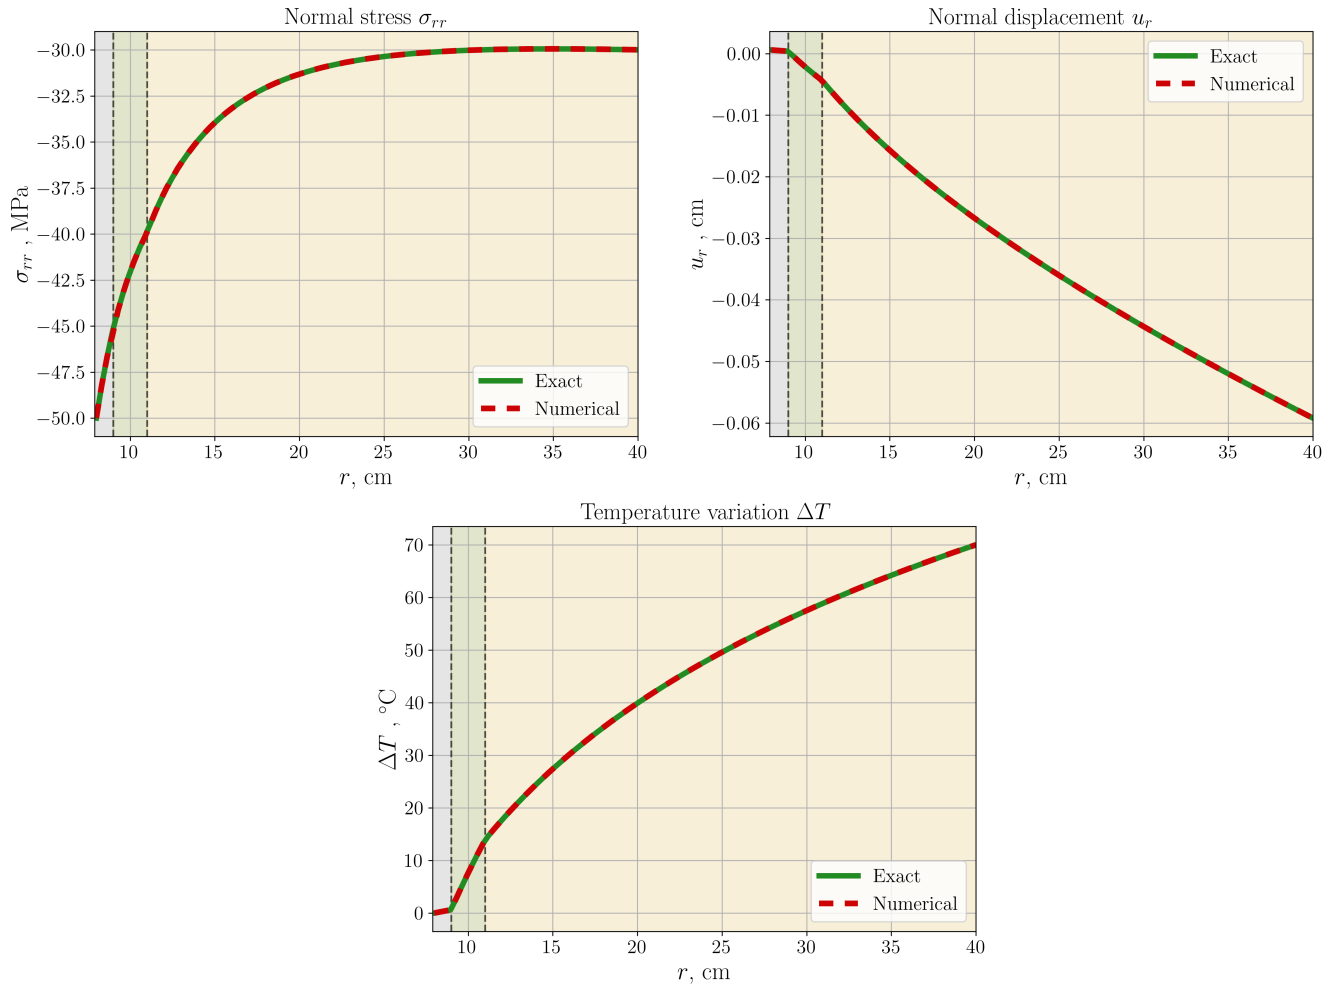 Normal stress σrr
−30.0
−32.5
−35.0
−37.5
−40.0
−42.5
−45.0
−47.5
−50.0
σrr , MPa
Exact
Numerical
10 15 20 25 30 35 40
r, cm
Normal displacement ur
0.00
−0.01
−0.02
−0.03
−0.04
−0.05
−0.06
ur , cm
Exact
Numerical
10 15 20 25 30 35 40
r, cm
Temperature variation ΔT
70
60
50
40
30
20
10
0
ΔT , °C
Exact
Numerical
10 15 20 25 30 35 40
r, cm